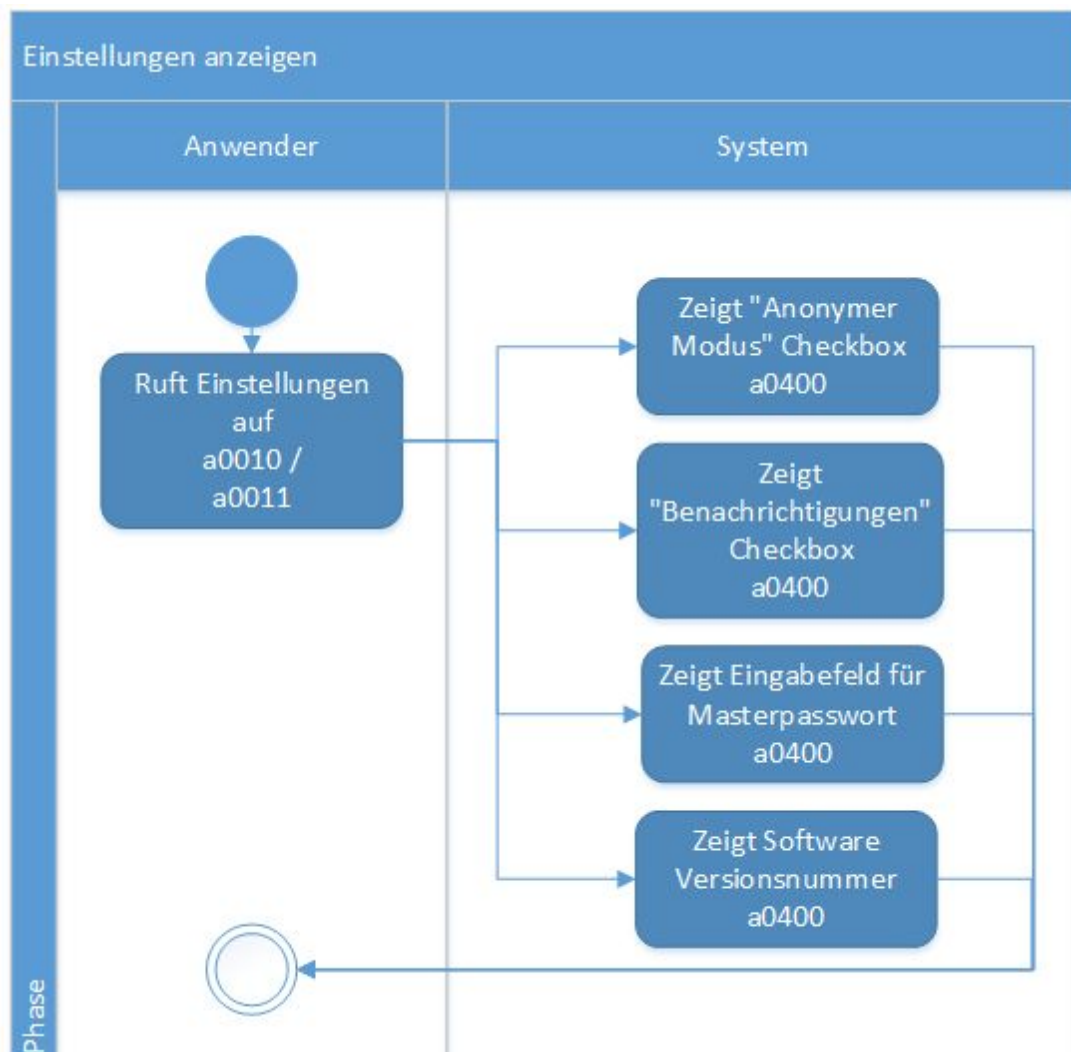 Einstellungen anzeigen
Anwender
System
Ruft Einstellungen
auf
a0010 /
a0011
Zeigt "Anonymer
Modus" Checkbox
a0400
Zeigt
"Benachrichtigungen"
Checkbox
a0400
Zeigt Eingabefeld für
Masterpasswort
a0400
Zeigt Software
Versionsnummer
a0400
Phase